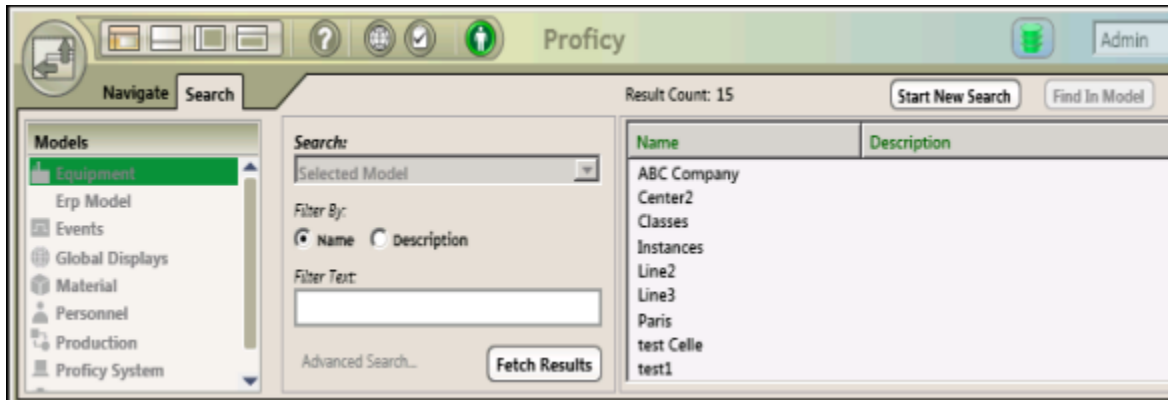 Proficy
Admin
Navigate
Search
Result Count: 15
Start New Search
Find In Model
Models
Equipment
Erp Model
Events
Global Displays
Material
Personnel
Production
Proficy System
Search:
Selected Model
Filter By:
Name
Description
Filter Text:
Advanced Search...
Fetch Results
Name
Description
ABC Company
Center2
Classes
Instances
Line2
Line3
Paris
test Celle
test1